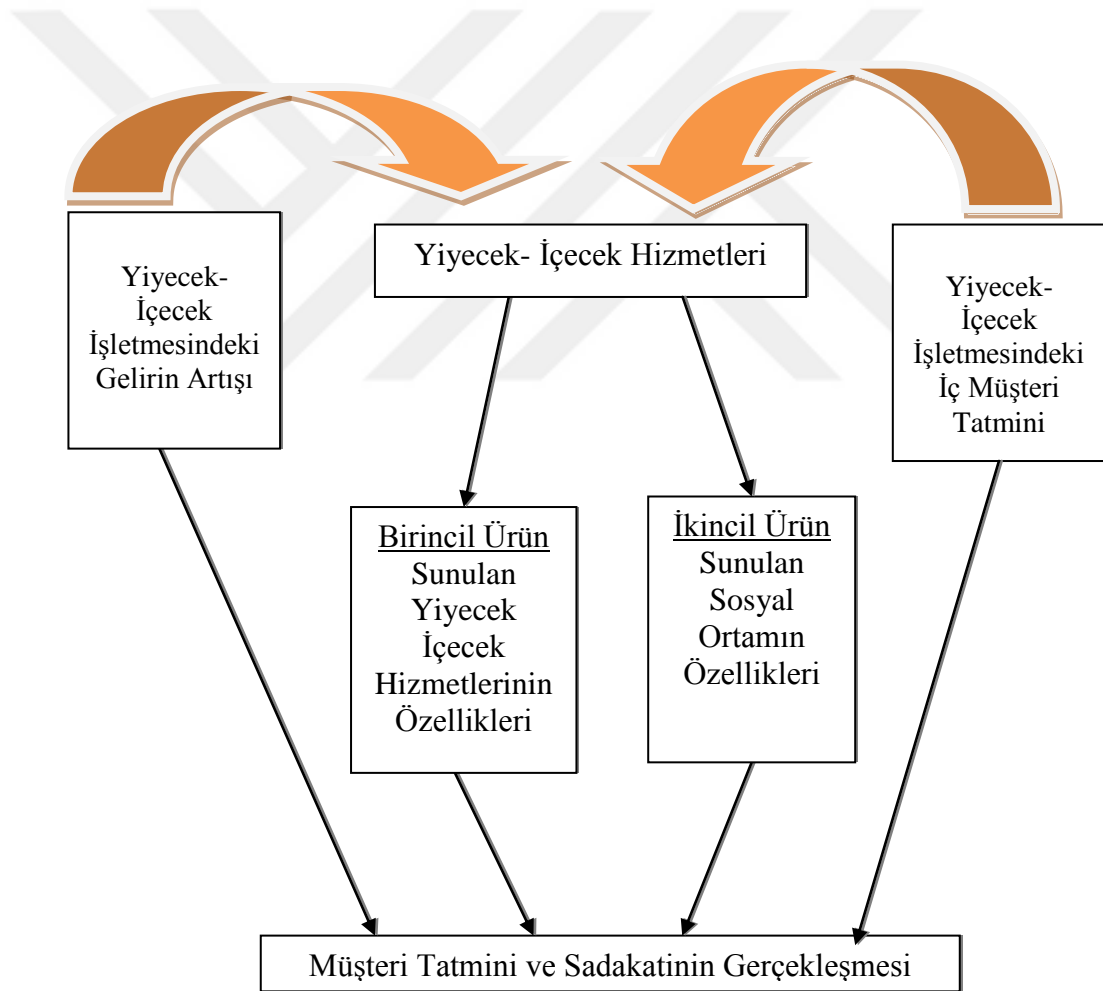 Yiyecek- İçecek Hizmetleri
Yiyecek-
İçecek
İşletmesindeki
Gelirin Artışı
Yiyecek-
İçecek
İşletmesindeki
İç Müşteri
Tatmini
Birincil Ürün
Sunulan
Yiyecek
İçecek
Hizmetlerinin
Özellikleri
İkincil Ürün
Sunulan
Sosyal
Ortamın
Özellikleri
Müşteri Tatmini ve Sadakatinin Gerçekleşmesi